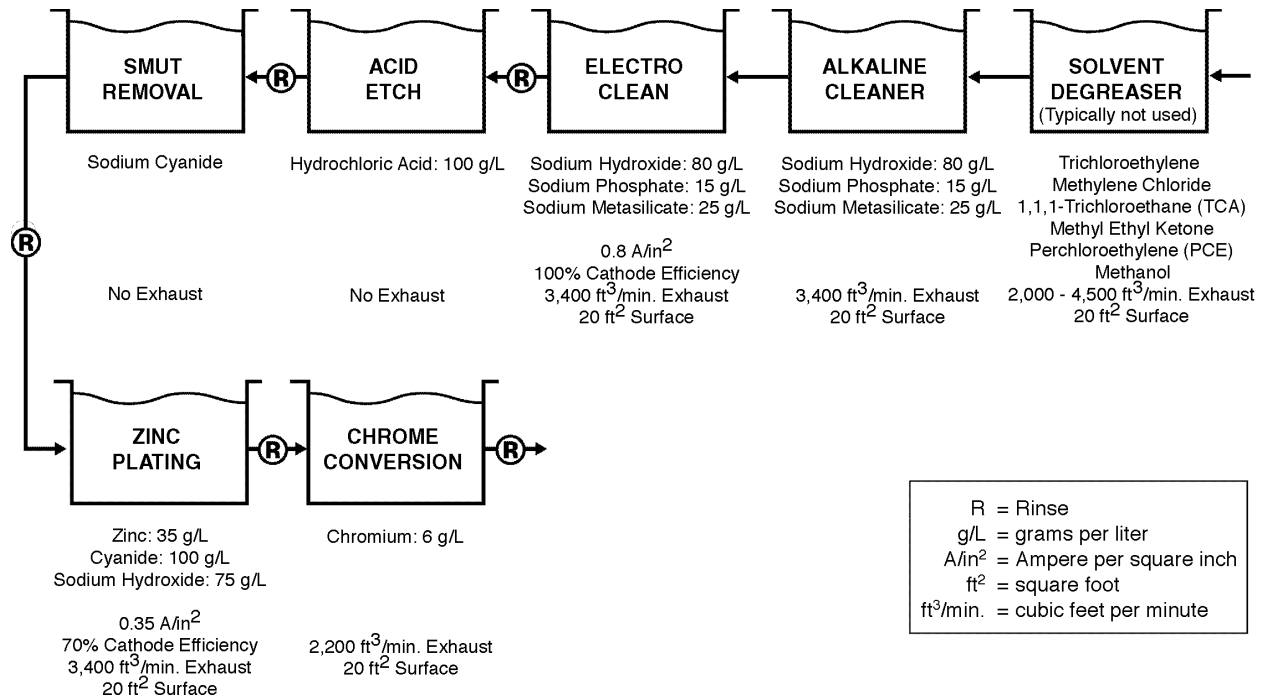 SMUT
REMOVAL
R
ACID
ETCH
R
ELECTRO
CLEAN
ALKALINE
CLEANER
SOLVENT
DEGREASER
(Typically not used)
Sodium Cyanide
No Exhaust
Hydrochloric Acid: 100 g/L
No Exhaust
Sodium Hydroxide: 80 g/L
Sodium Phosphate: 15 g/L
Sodium Metasilicate: 25 g/L
0.8 A/in²
100% Cathode Efficiency
3,400 ft³/min. Exhaust
20 ft² Surface
Sodium Hydroxide: 80 g/L
Sodium Phosphate: 15 g/L
Sodium Metasilicate: 25 g/L
3,400 ft³/min. Exhaust
20 ft² Surface
Trichloroethylene
Methylene Chloride
1,1,1-Trichloroethane (TCA)
Methyl Ethyl Ketone
Perchloroethylene (PCE)
Methanol
2,000 - 4,500 ft³/min. Exhaust
20 ft² Surface
R
ZINC
PLATING
R
CHROME
CONVERSION
R
Zinc: 35 g/L
Cyanide: 100 g/L
Sodium Hydroxide: 75 g/L
0.35 A/in²
70% Cathode Efficiency
3,400 ft³/min. Exhaust
20 ft² Surface
Chromium: 6 g/L
2,200 ft³/min. Exhaust
20 ft² Surface
R = Rinse
g/L = grams per liter
A/in² = Ampere per square inch
ft² = square foot
ft³/min. = cubic feet per minute